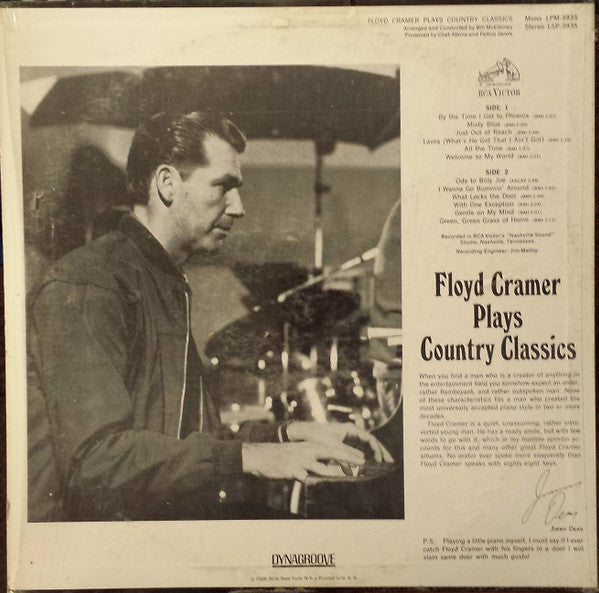 FLOYD CRAMER PLAYS COUNTRY CLASSICS Mono LPM 3935
Arranged and Conducted by Bill McElhiney Stereo LSP 3935
Produced by Chet Atkins and Felton Jarvis
RCA VICTOR
SIDE 1
By the Time I Get to Phoenix
Misty Blue
Just Out of Reach
Laura (What's He Got That I Ain't Got)
All the Time
Welcome to My World
SIDE 2
Ode to Billy Joe
I Wanna Go Bummin' Around
What Locks the Door
With One Exception
Gentle on My Mind
Green, Green Grass of Home
Recorded in RCA Victor's "Nashville Sound"
Studio, Nashville, Tennessee.
Recording Engineer: Jim Malloy
Floyd Cramer
Plays
Country Classics
When you find a man who is a creator of anything in
the entertainment field you somehow expect an older,
rather flamboyant, and rather outspoken man. None
of these characteristics fits a man who created the
most universally accepted piano style in two or more
decades.
Floyd Cramer is a quiet, unassuming, rather intro-
verted young man. He has a ready smile, but with few
words to go with it, which in my humble opinion ac-
counts for this and many other great Floyd Cramer
albums. No orator ever spoke more eloquently than
Floyd Cramer speaks with eighty-eight keys.
Jimmy
Dean
JIMMY DEAN
P.S. Playing a little piano myself, I must say if I ever
catch Floyd Cramer with his fingers in a door I will
slam same door with much gusto!
DYNAGROOVE
© 1968, RCA, New York, N.Y. • Printed in U. S. A.